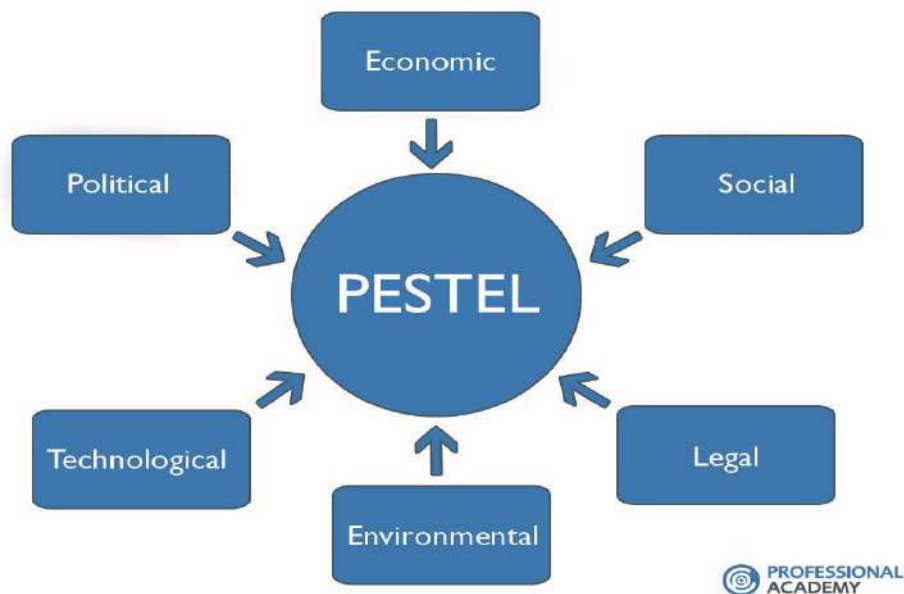 Economic
Political
Social
PESTEL
Technological
Legal
Environmental
PROFESSIONAL
ACADEMY